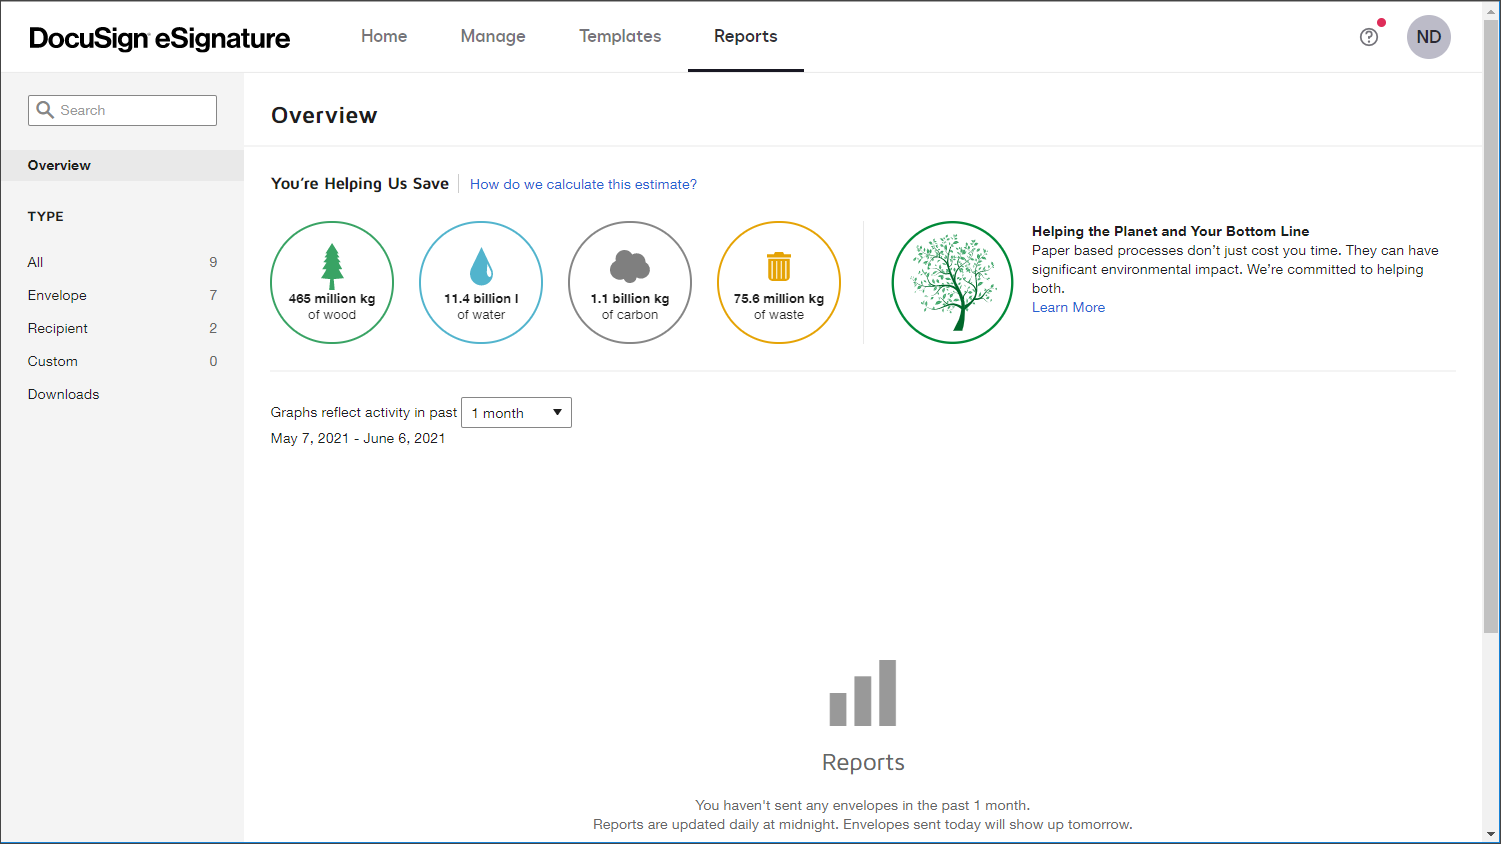 DocuSign eSignature
Home
Manage
Templates
Reports
ND
Search
Overview
TYPE
All 9
Envelope 7
Recipient 2
Custom 0
Downloads
Overview
You're Helping Us Save
How do we calculate this estimate?
465 million kg
of wood
11.4 billion l
of water
1.1 billion kg
of carbon
75.6 million kg
of waste
Helping the Planet and Your Bottom Line
Paper based processes don't just cost you time. They can have
significant environmental impact. We're committed to helping
both.
Learn More
Graphs reflect activity in past 1 month
May 7, 2021 - June 6, 2021
Reports
You haven't sent any envelopes in the past 1 month.
Reports are updated daily at midnight. Envelopes sent today will show up tomorrow.